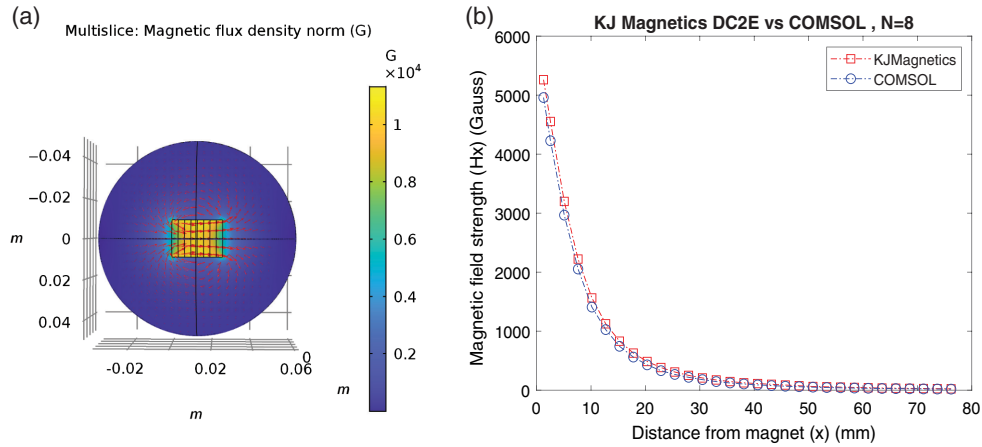 (a)
Multislice: Magnetic flux density norm (G)
G
×10⁴
1
0.8
0.6
0.4
0.2
-0.04
-0.02
m 0
0.02
0.04
-0.02
0.02
0.06
0
m
m
(b)
KJ Magnetics DC2E vs COMSOL , N=8
KJMagnetics
COMSOL
Magnetic field strength (Hx) (Gauss)
6000
5000
4000
3000
2000
1000
0
0 10 20 30 40 50 60 70 80
Distance from magnet (x) (mm)